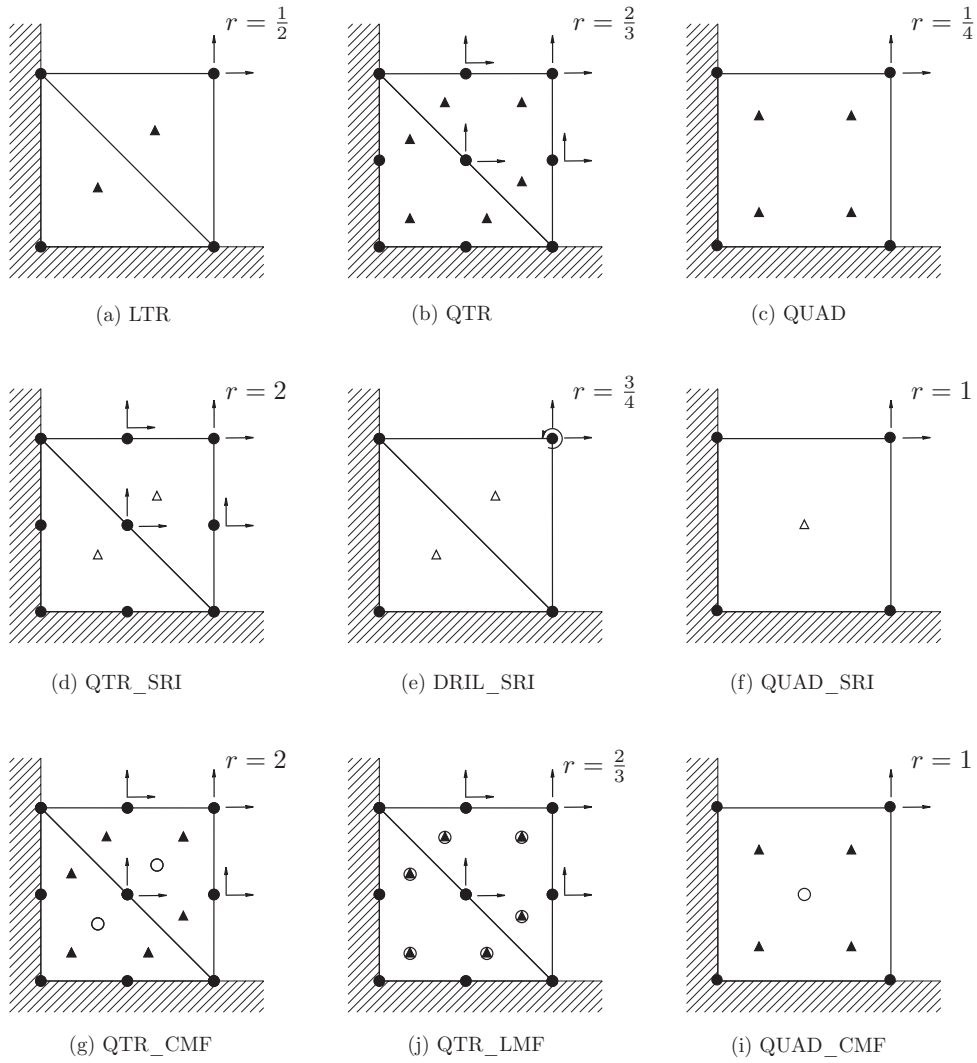 r = 1/2
r = 2/3
r = 1/4
(a) LTR
(b) QTR
(c) QUAD
r = 2
r = 3/4
r = 1
(d) QTR_SRI
(e) DRIL_SRI
(f) QUAD_SRI
r = 2
r = 2/3
r = 1
(g) QTR_CMF
(j) QTR_LMF
(i) QUAD_CMF